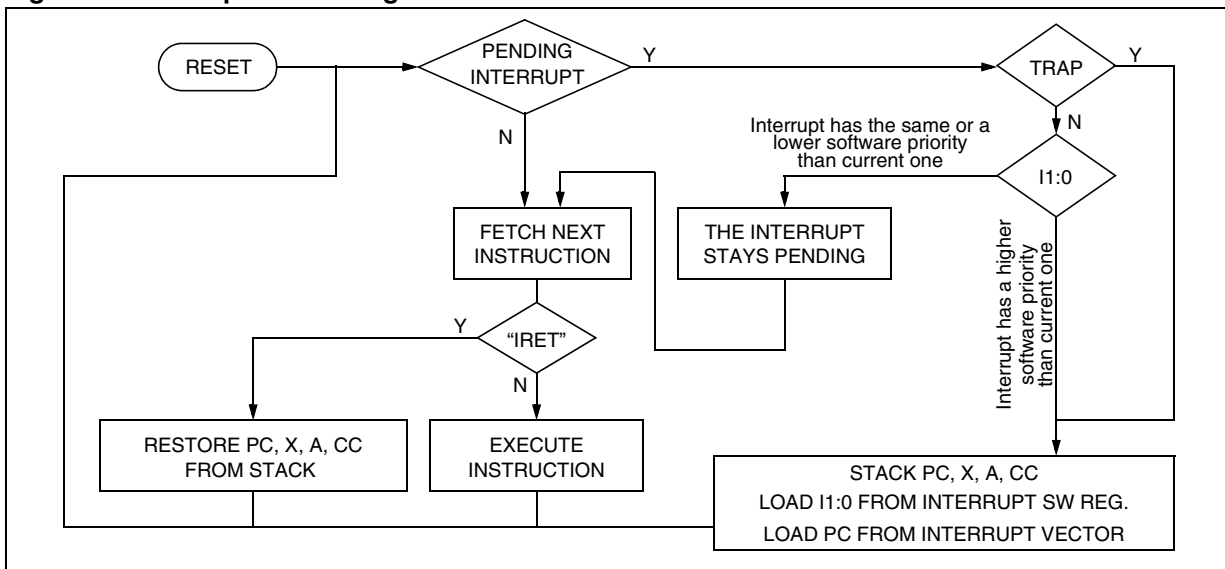 RESET
PENDING
INTERRUPT
Y
TRAP
Y
N
N
Interrupt has the same or a
lower software priority
than current one
I1:0
FETCH NEXT
INSTRUCTION
THE INTERRUPT
STAYS PENDING
Interrupt has a higher
software priority
than current one
Y
“IRET”
N
RESTORE PC, X, A, CC
FROM STACK
EXECUTE
INSTRUCTION
STACK PC, X, A, CC
LOAD I1:0 FROM INTERRUPT SW REG.
LOAD PC FROM INTERRUPT VECTOR